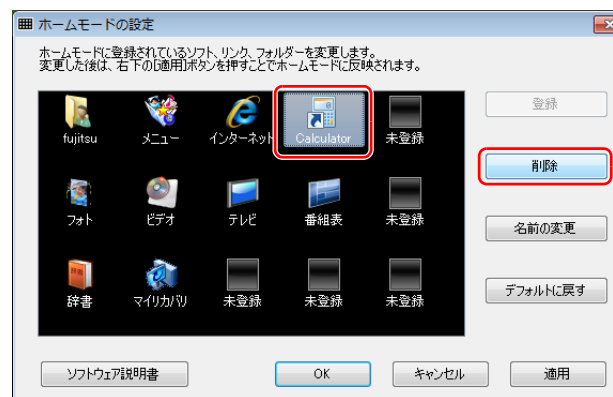 ホームモードの設定
ホームモードに登録されているソフト、リンク、フォルダーを変更します。
変更した後は、右下の[適用]ボタンを押すことでホームモードに反映されます。
fujitsu メニュー インターネット Calculator 未登録
登録
削除
フォト ビデオ テレビ 番組表 未登録
名前の変更
辞書 マイリカバリ 未登録 未登録 未登録
デフォルトに戻す
ソフトウェア説明書 OK キャンセル 適用